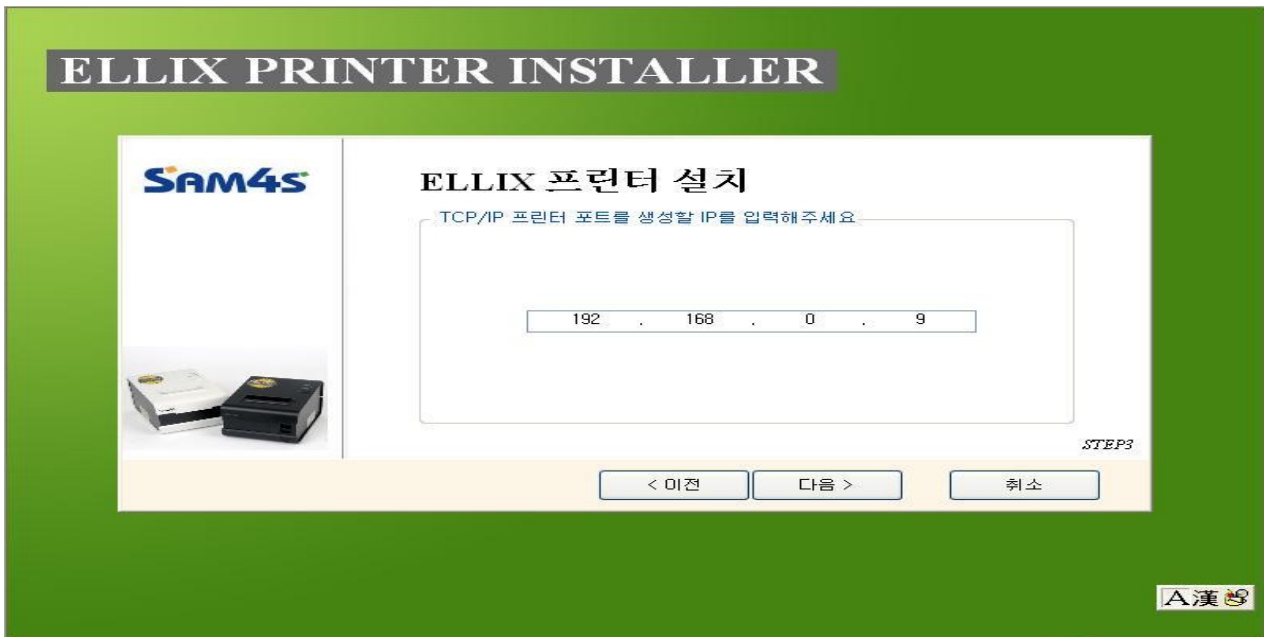 ELLIX PRINTER INSTALLER
SAM4S
ELLIX 프린터 설치
TCP/IP 프린터 포트를 생성할 IP를 입력해주세요
192 . 168 . 0 . 9
STEP3
< 이전
다음 >
취소
A漢